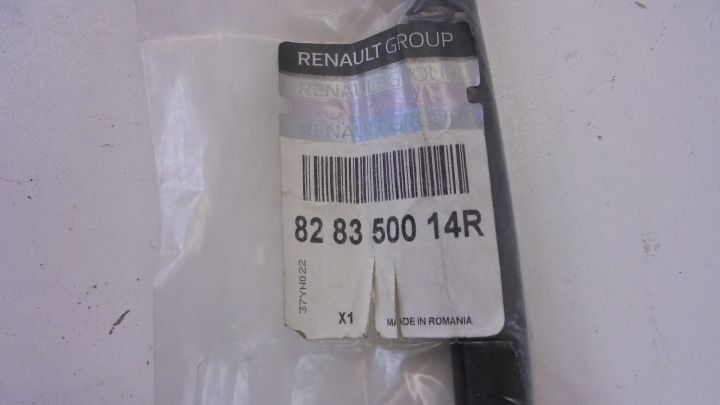 RENAULT GROUP
RENAULT GROUP
RENAULT GROUP
82 83 500 14R
37YN022
X1
MADE IN ROMANIA